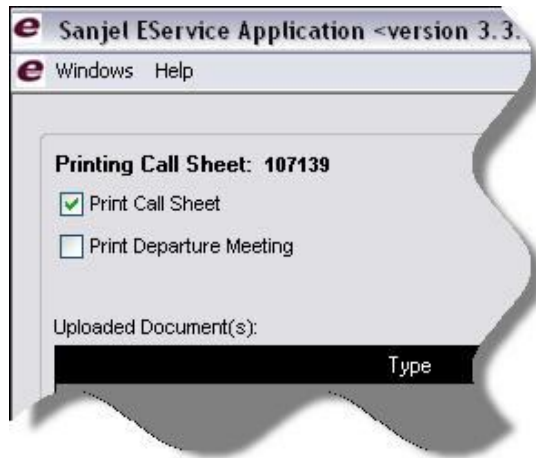 e Sanjel EService Application <version 3.3.
e Windows Help
Printing Call Sheet: 107139
Print Call Sheet
Print Departure Meeting
Uploaded Document(s):
Type